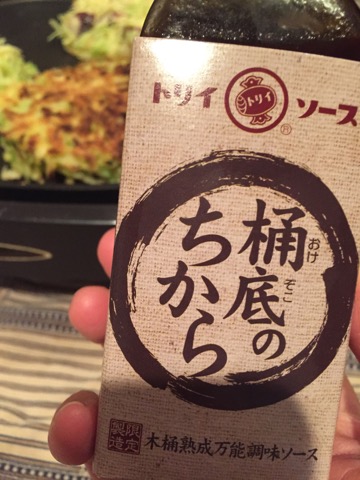 トリイ トリイ ® ソース
桶底の
おけ ぞこ
ちから
限定製造
木桶熟成万能調味ソース